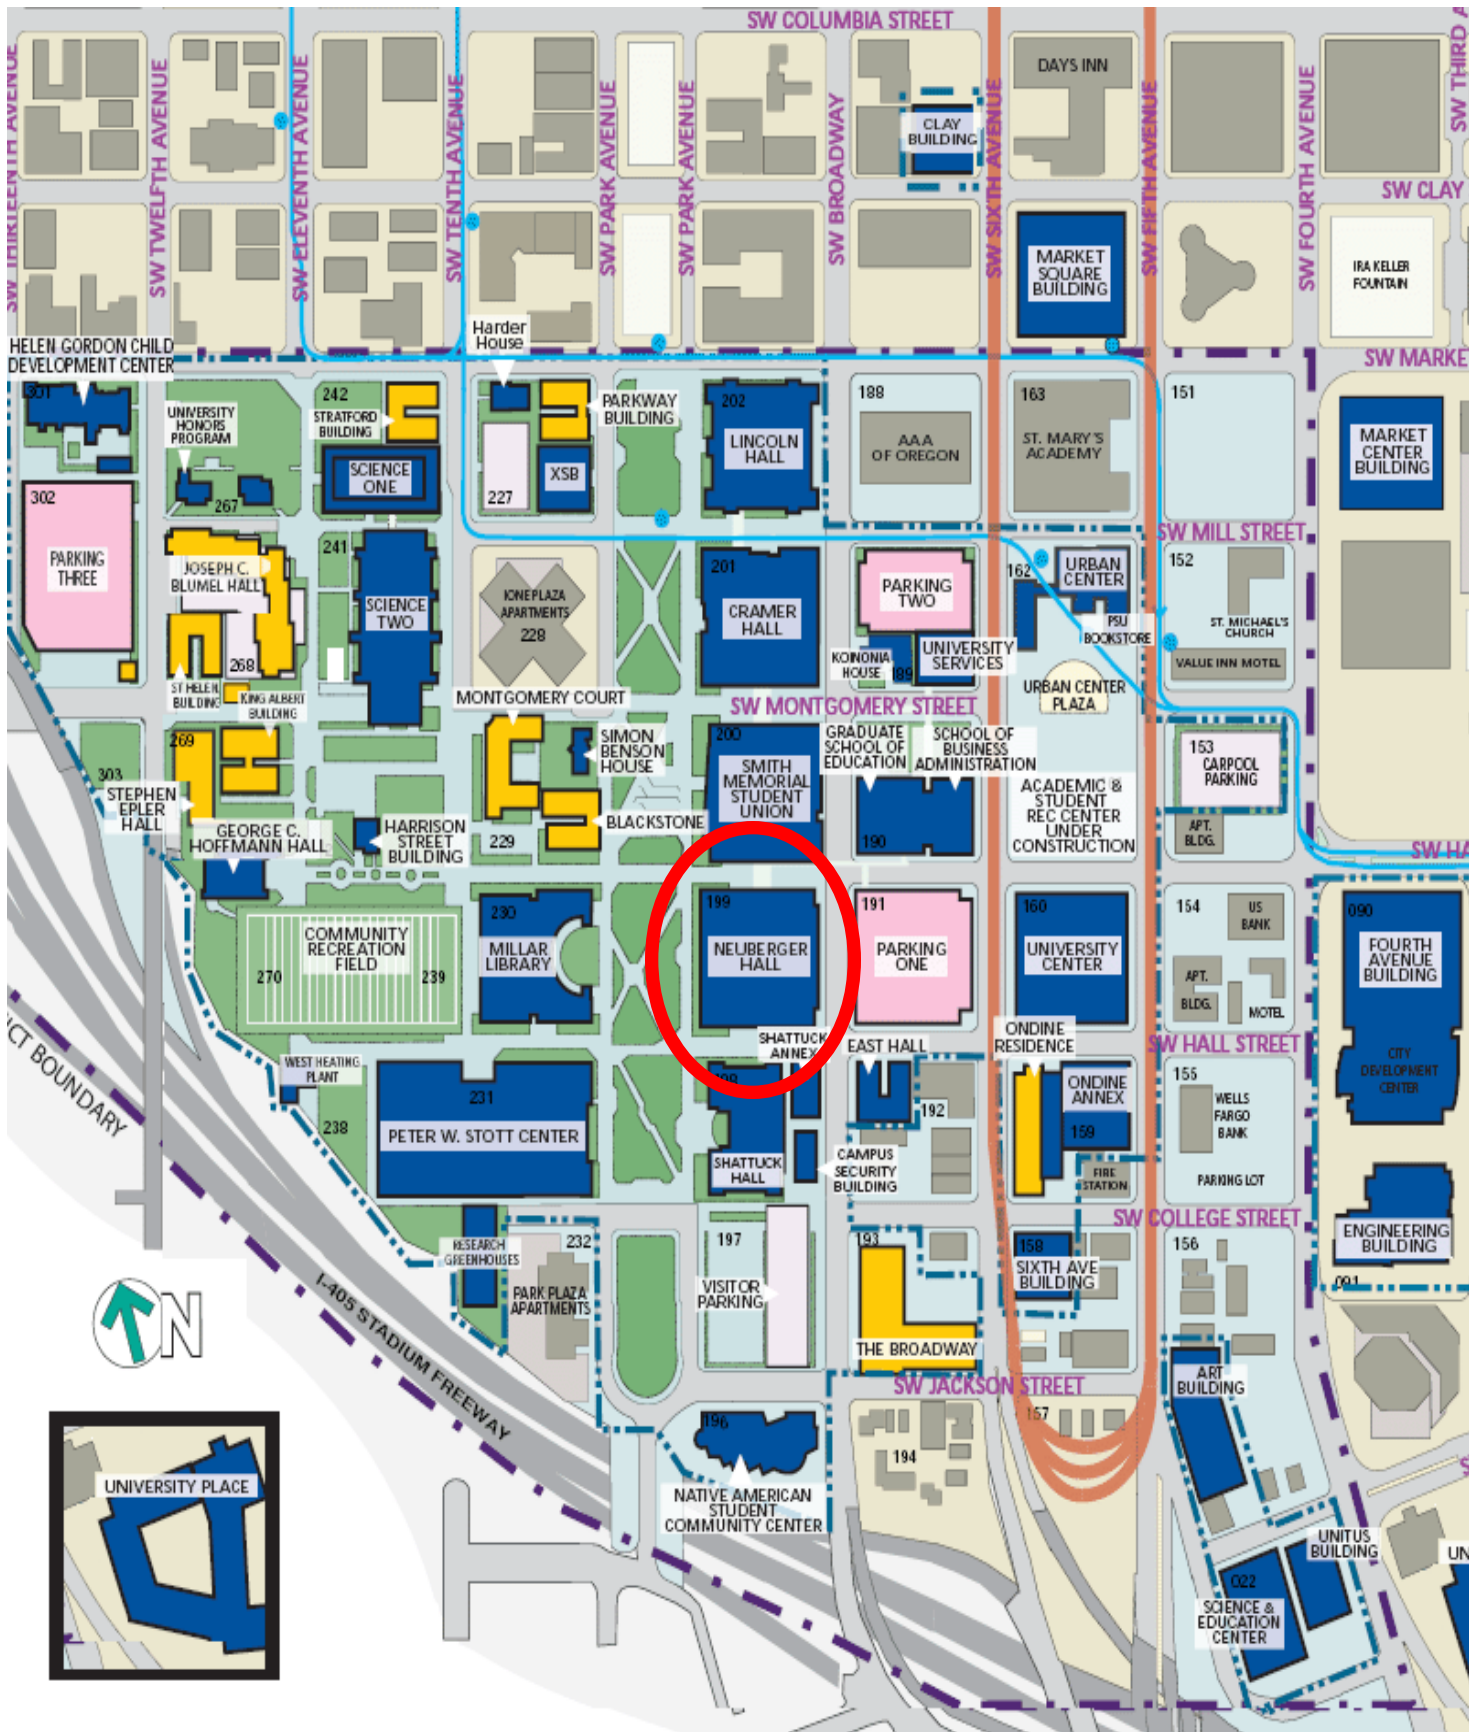 SW COLUMBIA STREET
SW THIRTEENTH AVENUE
SW TWELFTH AVENUE
SW ELEVENTH AVENUE
SW TENTH AVENUE
SW PARK AVENUE
SW PARK AVENUE
SW BROADWAY
SW SIXTH AVENUE
SW FIFTH AVENUE
SW FOURTH AVENUE
SW THIRD A
DAYS INN
CLAY
BUILDING
SW CLAY
MARKET
SQUARE
BUILDING
IRA KELLER
FOUNTAIN
Harder
House
HELEN GORDON CHILD
DEVELOPMENT CENTER
SW MARKE
301
UNIVERSITY
HONORS
PROGRAM
267
242
STRATFORD
BUILDING
SCIENCE
ONE
PARKWAY
BUILDING
XSB
227
202
LINCOLN
HALL
188
AAA
OF OREGON
163
ST. MARY'S
ACADEMY
151
MARKET
CENTER
BUILDING
302
PARKING
THREE
JOSEPH C.
BLUMEL HALL
268
241
SCIENCE
TWO
IONE PLAZA
APARTMENTS
228
201
CRAMER
HALL
PARKING
TWO
KOINONIA
HOUSE
189
UNIVERSITY
SERVICES
162
URBAN
CENTER
PSU
BOOKSTORE
URBAN CENTER
PLAZA
SW MILL STREET
152
ST. MICHAEL'S
CHURCH
VALUE INN MOTEL
ST HELEN
BUILDING
KING ALBERT
BUILDING
MONTGOMERY COURT
SW MONTGOMERY STREET
269
303
STEPHEN
EPLER
HALL
GEORGE C.
HOFFMANN HALL
HARRISON
STREET
BUILDING
SIMON
BENSON
HOUSE
BLACKSTONE
229
200
SMITH
MEMORIAL
STUDENT
UNION
GRADUATE
SCHOOL OF
EDUCATION
SCHOOL OF
BUSINESS
ADMINISTRATION
190
ACADEMIC &
STUDENT
REC CENTER
UNDER
CONSTRUCTION
153
CARPOOL
PARKING
APT.
BLDG.
SW HA
COMMUNITY
RECREATION
FIELD
270
239
230
MILLAR
LIBRARY
199
NEUBERGER
HALL
191
PARKING
ONE
160
UNIVERSITY
CENTER
154
US
BANK
APT.
BLDG.
MOTEL
090
FOURTH
AVENUE
BUILDING
CITY
DEVELOPMENT
CENTER
SW HALL STREET
WEST HEATING
PLANT
238
231
PETER W. STOTT CENTER
SHATTUCK
ANNEX
198
SHATTUCK
HALL
EAST HALL
192
CAMPUS
SECURITY
BUILDING
ONDINE
RESIDENCE
ONDINE
ANNEX
159
FIRE
STATION
155
WELLS
FARGO
BANK
PARKING LOT
SW COLLEGE STREET
ENGINEERING
BUILDING
091
RESEARCH
GREENHOUSES
232
PARK PLAZA
APARTMENTS
197
VISITOR
PARKING
193
THE BROADWAY
158
SIXTH AVE
BUILDING
156
ART
BUILDING
SW JACKSON STREET
CT BOUNDARY
I-405 STADIUM FREEWAY
N
196
NATIVE AMERICAN
STUDENT
COMMUNITY CENTER
194
157
UNIVERSITY PLACE
022
SCIENCE &
EDUCATION
CENTER
UNITUS
BUILDING
UN